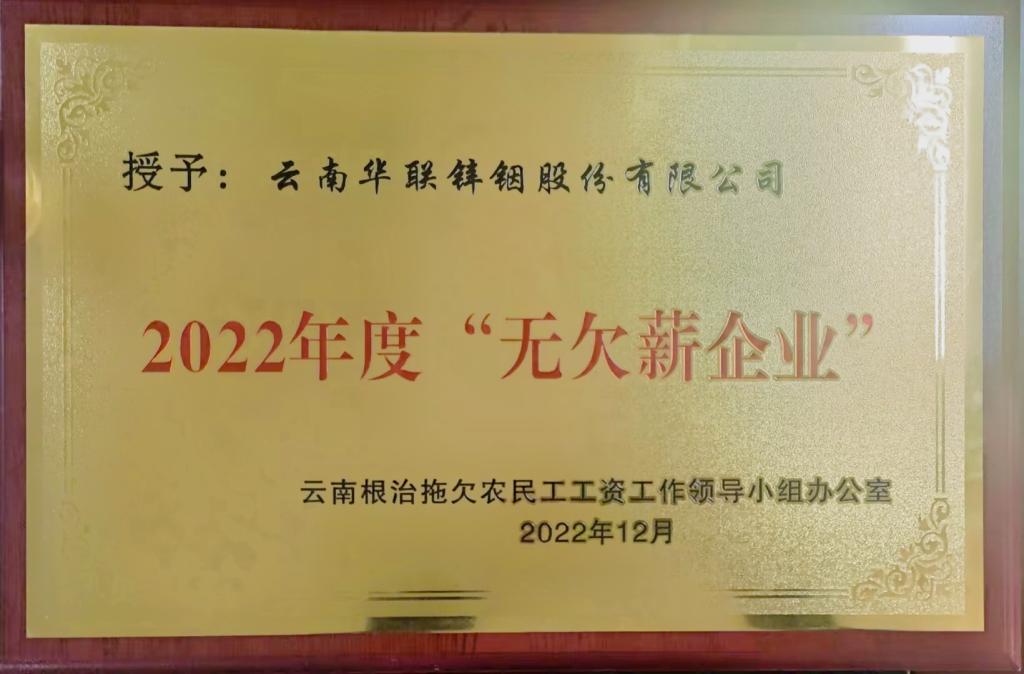 授予：云南华联锌铟股份有限公司
2022年度“无欠薪企业”
云南根治拖欠农民工工资工作领导小组办公室
2022年12月